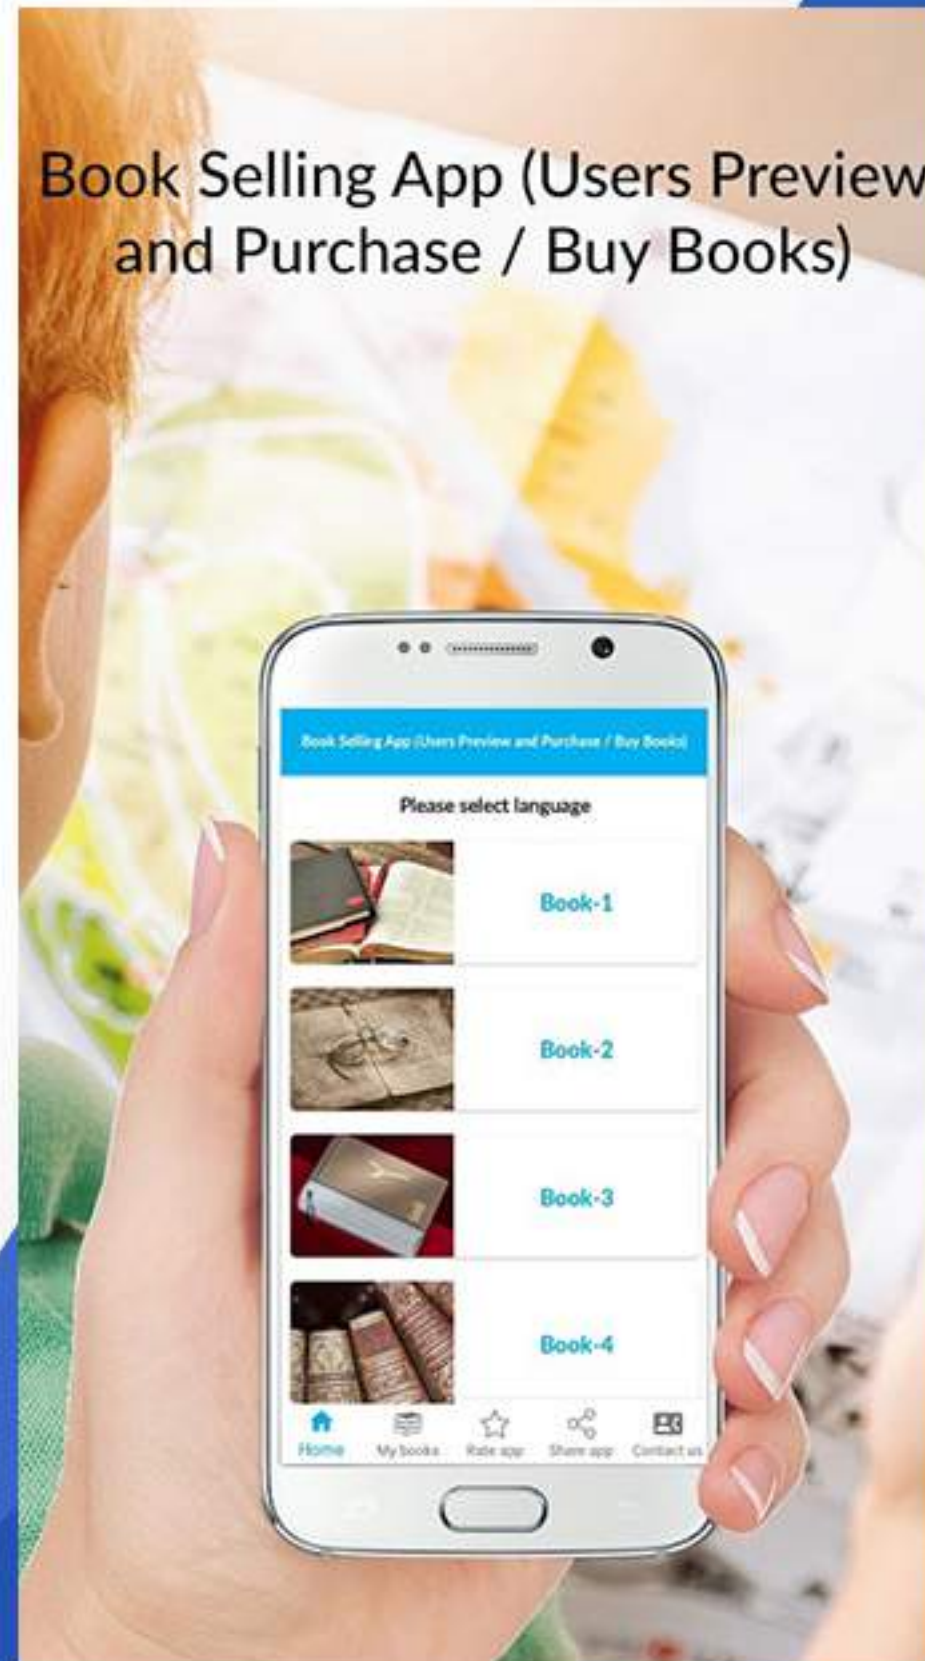 Book Selling App (Users Preview
and Purchase / Buy Books)
Book Selling App (Users Preview and Purchase / Buy Books)
Please select language
Book-1
Book-2
Book-3
Book-4
Home My books Rate app Share app Contact us